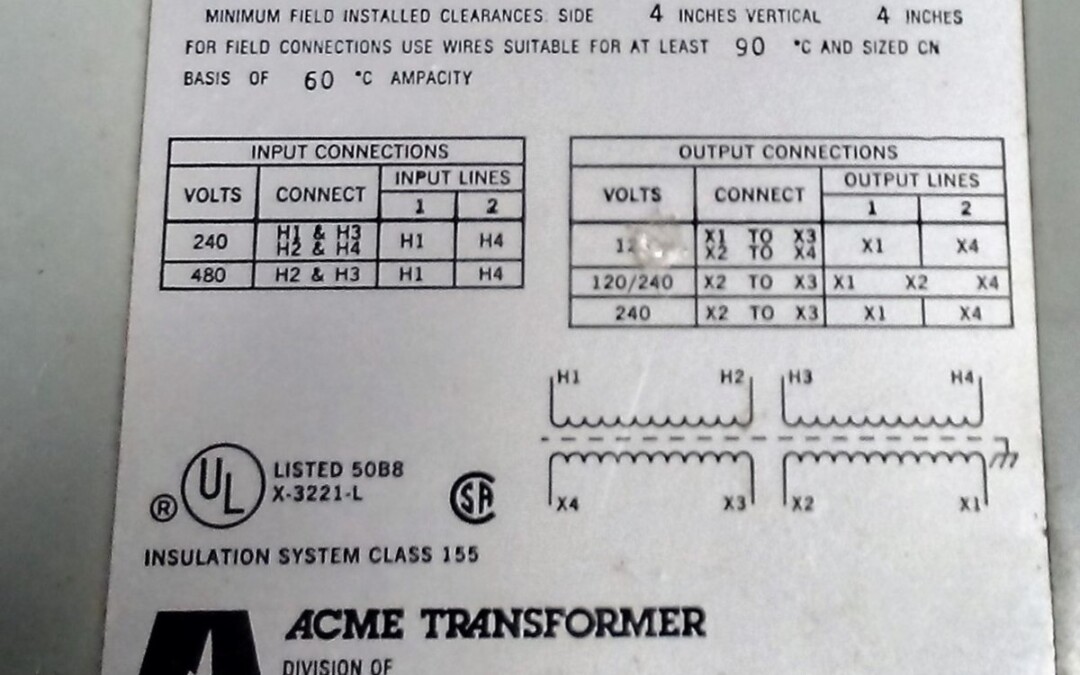 MINIMUM FIELD INSTALLED CLEARANCES: SIDE 4 INCHES VERTICAL 4 INCHES
FOR FIELD CONNECTIONS USE WIRES SUITABLE FOR AT LEAST 90 °C AND SIZED ON
BASIS OF 60 °C AMPACITY
INPUT CONNECTIONS
VOLTS CONNECT INPUT LINES
1 2
240 H1 & H3 H2 & H4 H1 H4
480 H2 & H3 H1 H4
OUTPUT CONNECTIONS
VOLTS CONNECT OUTPUT LINES
1 2
X1 TO X3 X2 TO X4 X1 X4
120/240 X2 TO X3 X1 X2 X4
240 X2 TO X3 X1 X4
H1 H2 H3 H4
X4 X3 X2 X1
® UL LISTED 50B8
X-3221-L
SA
INSULATION SYSTEM CLASS 155
ACME TRANSFORMER
DIVISION OF